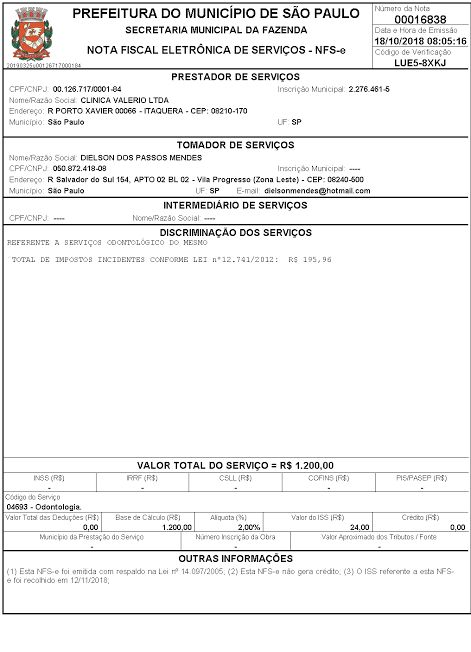 PREFEITURA DO MUNICÍPIO DE SÃO PAULO
SECRETARIA MUNICIPAL DA FAZENDA
NOTA FISCAL ELETRÔNICA DE SERVIÇOS - NFS-e
20190325u00126717000184
Número da Nota
00016838
Data e Hora de Emissão
18/10/2018 08:05:16
Código de Verificação
LUE5-8XKJ
PRESTADOR DE SERVIÇOS
CPF/CNPJ: 00.126.717/0001-84 Inscrição Municipal: 2.276.461-5
Nome/Razão Social: CLINICA VALERIO LTDA
Endereço: R PORTO XAVIER 00066 - ITAQUERA - CEP: 08210-170
Município: São Paulo UF: SP
TOMADOR DE SERVIÇOS
Nome/Razão Social: DIELSON DOS PASSOS MENDES
CPF/CNPJ: 050.872.418-08 Inscrição Municipal: ----
Endereço: R Salvador do Sul 154, APTO 02 BL 02 - Vila Progresso (Zona Leste) - CEP: 08240-500
Município: São Paulo UF: SP E-mail: dielsonmendes@hotmail.com
INTERMEDIÁRIO DE SERVIÇOS
CPF/CNPJ: ---- Nome/Razão Social: ----
DISCRIMINAÇÃO DOS SERVIÇOS
REFERENTE A SERVIÇOS ODONTOLÓGICO DO MESMO
TOTAL DE IMPOSTOS INCIDENTES CONFORME LEI nº12.741/2012: R$ 195,96
VALOR TOTAL DO SERVIÇO = R$ 1.200,00
INSS (R$) IRRF (R$) CSLL (R$) COFINS (R$) PIS/PASEP (R$)
- - - - -
Código do Serviço
04693 - Odontologia.
Valor Total das Deduções (R$) Base de Cálculo (R$) Alíquota (%) Valor do ISS (R$) Crédito (R$)
0,00 1.200,00 2,00% 24,00 0,00
Município da Prestação do Serviço Número Inscrição da Obra Valor Aproximado dos Tributos / Fonte
- - -
OUTRAS INFORMAÇÕES
(1) Esta NFS-e foi emitida com respaldo na Lei nº 14.097/2005; (2) Esta NFS-e não gera crédito; (3) O ISS referente a esta NFS-
e foi recolhido em 12/11/2018;